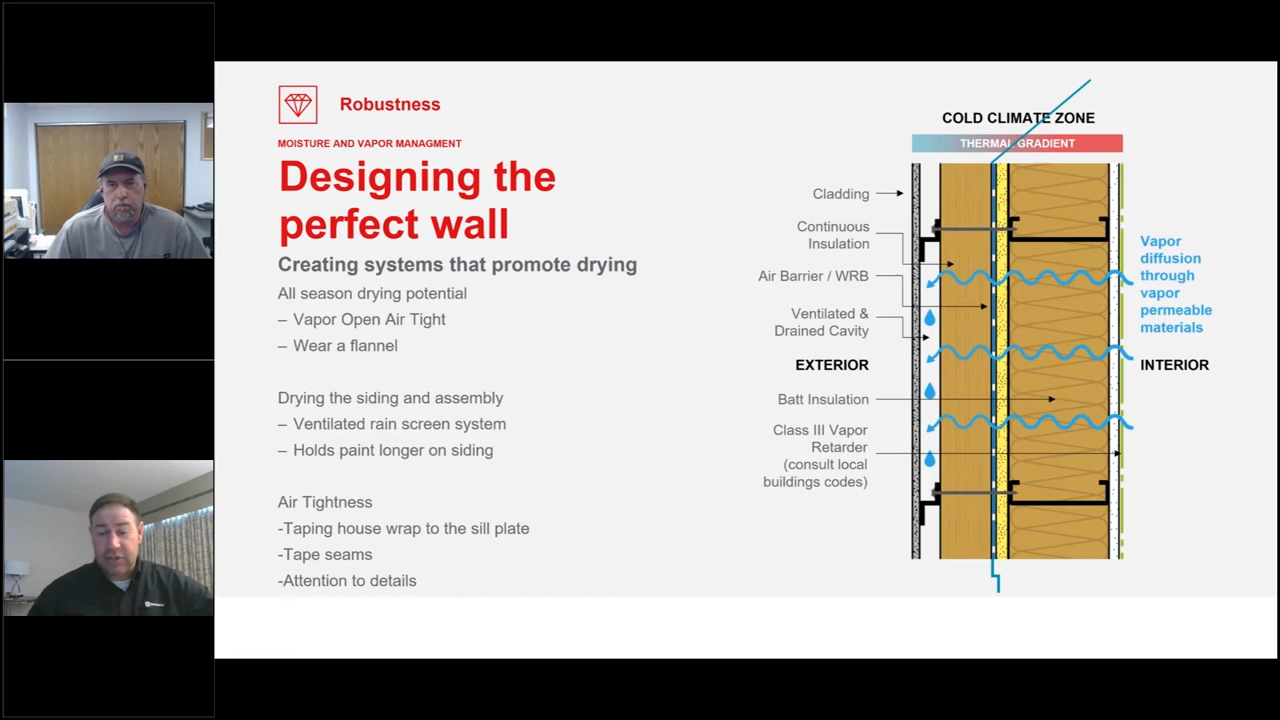 Robustness
MOISTURE AND VAPOR MANAGMENT
Designing the
perfect wall
Creating systems that promote drying
All season drying potential
– Vapor Open Air Tight
– Wear a flannel
Drying the siding and assembly
– Ventilated rain screen system
– Holds paint longer on siding
Air Tightness
-Taping house wrap to the sill plate
-Tape seams
-Attention to details
COLD CLIMATE ZONE
THERMAL GRADIENT
Cladding
Continuous
Insulation
Air Barrier / WRB
Ventilated &
Drained Cavity
EXTERIOR
Batt Insulation
Class III Vapor
Retarder
(consult local
buildings codes)
Vapor
diffusion
through
vapor
permeable
materials
INTERIOR